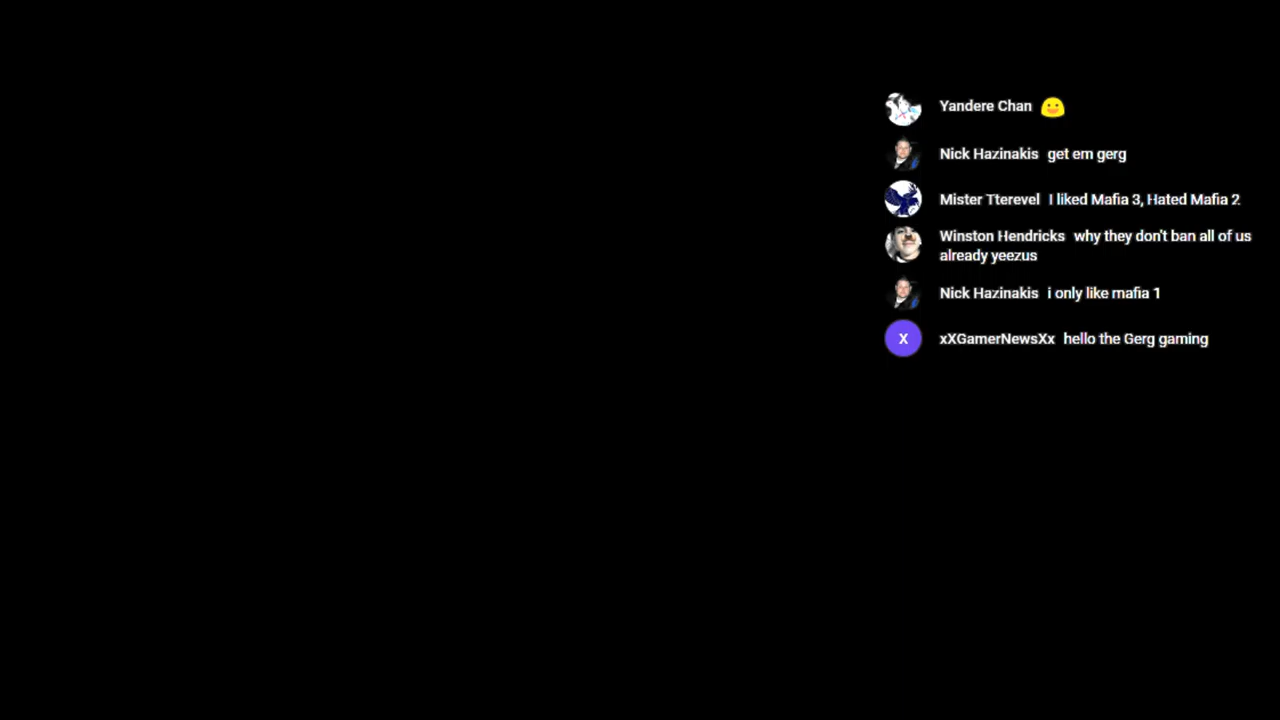 Yandere Chan
Nick Hazinakis get em gerg
Mister Tterevel I liked Mafia 3, Hated Mafia 2
Winston Hendricks why they don't ban all of us
already yeezus
Nick Hazinakis i only like mafia 1
X xXGamerNewsXx hello the Gerg gaming